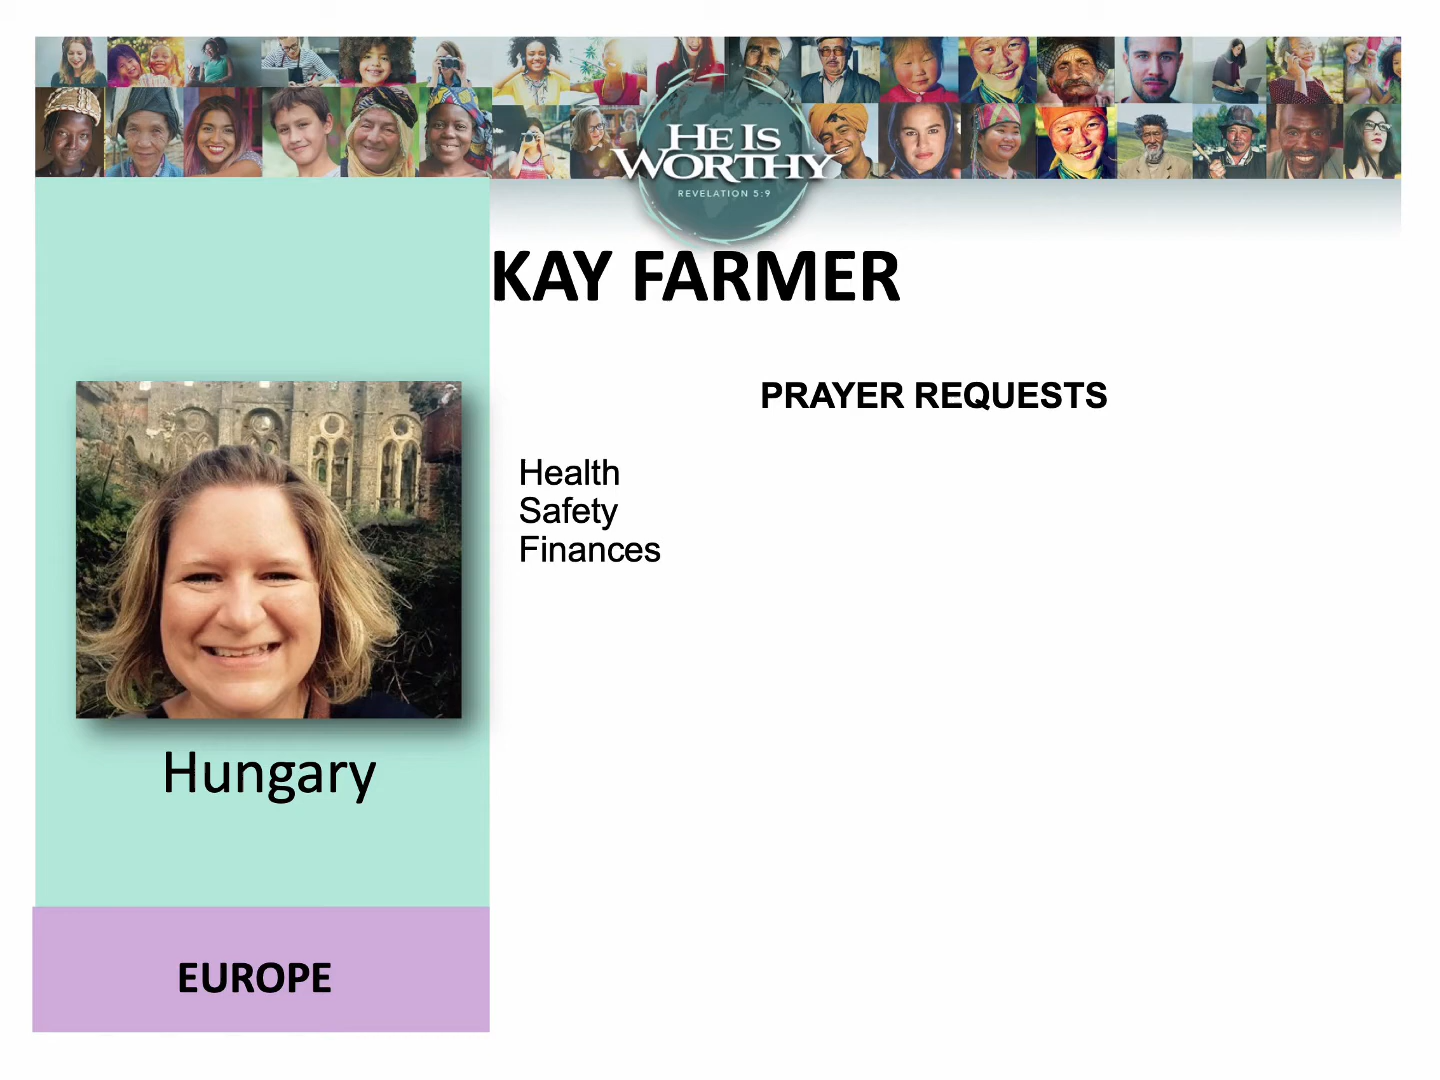 HE IS
WORTHY
REVELATION 5:9
KAY FARMER
PRAYER REQUESTS
Health
Safety
Finances
Hungary
EUROPE